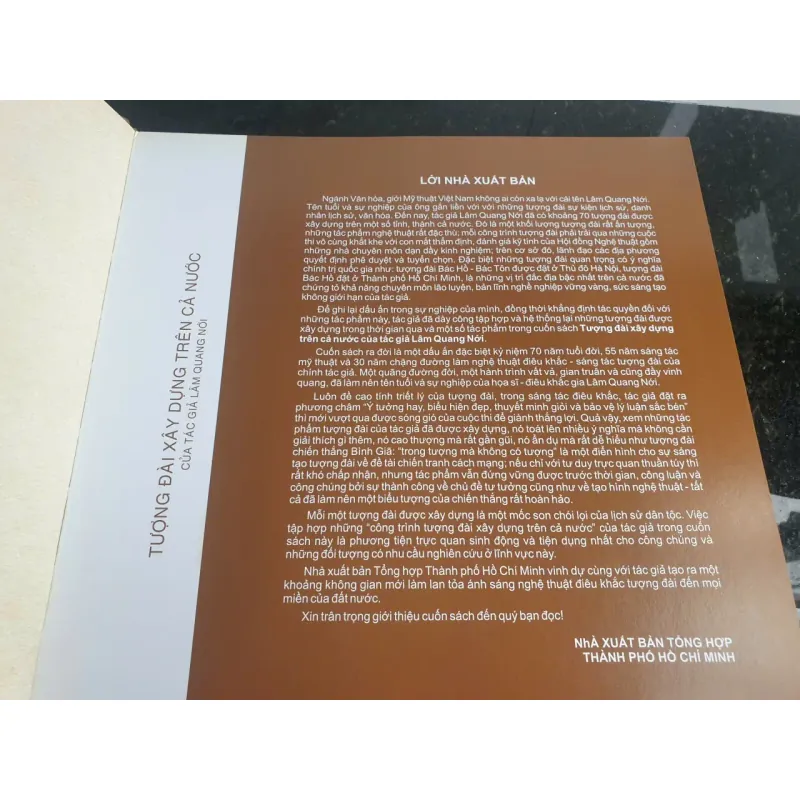 TƯỢNG ĐÀI XÂY DỰNG TRÊN CẢ NƯỚC
CỦA TÁC GIẢ LÂM QUANG NỚI
LỜI NHÀ XUẤT BẢN
Ngành Văn hóa, giới Mỹ thuật Việt Nam không ai còn xa lạ với cái tên Lâm Quang Nới.
Tên tuổi và sự nghiệp của ông gắn liền với với những tượng đài sự kiện lịch sử, danh
nhân lịch sử, văn hóa. Đến nay, tác giả Lâm Quang Nới đã có khoảng 70 tượng đài được
xây dựng trên một số tỉnh, thành cả nước. Đó là một khối lượng tượng đài rất ấn tượng,
những tác phẩm nghệ thuật rất đặc thù; mỗi công trình tượng đài phải trải qua những cuộc
thi vô cùng khắt khe với con mắt thẩm định, đánh giá kỹ tính của Hội đồng Nghệ thuật gồm
những nhà chuyên môn dạn dầy kinh nghiệm; trên cơ sở đó, lãnh đạo các địa phương
quyết định phê duyệt và tuyển chọn. Đặc biệt những tượng đài quan trọng có ý nghĩa
chính trị quốc gia như: tượng đài Bác Hồ - Bác Tôn được đặt ở Thủ đô Hà Nội, tượng đài
Bác Hồ đặt ở Thành phố Hồ Chí Minh, là những vị trí đắc địa bậc nhất trên cả nước đã
chứng tỏ khả năng chuyên môn lão luyện, bản lĩnh nghề nghiệp vững vàng, sức sáng tạo
không giới hạn của tác giả.
Để ghi lại dấu ấn trong sự nghiệp của mình, đồng thời khẳng định tác quyền đối với
những tác phẩm này, tác giả đã dày công tập hợp và hệ thống lại những tượng đài được
xây dựng trong thời gian qua và một số tác phẩm trong cuốn sách Tượng đài xây dựng
trên cả nước của tác giả Lâm Quang Nới.
Cuốn sách ra đời là một dấu ấn đặc biệt kỷ niệm 70 năm tuổi đời, 55 năm sáng tác
mỹ thuật và 30 năm chặng đường làm nghệ thuật điêu khắc - sáng tác tượng đài của
chính tác giả. Một quãng đường đời, một hành trình vất vả, gian truân và cũng đầy vinh
quang, đã làm nên tên tuổi và sự nghiệp của họa sĩ - điêu khắc gia Lâm Quang Nới.
Luôn đề cao tính triết lý của tượng đài, trong sáng tác điêu khắc, tác giả đặt ra
phương châm “Ý tưởng hay, biểu hiện đẹp, thuyết minh giỏi và bảo vệ lý luận sắc bén”
thì mới vượt qua được sóng gió của cuộc thi để giành thắng lợi. Quả vậy, xem những tác
phẩm tượng đài của tác giả đã được xây dựng, nó toát lên nhiều ý nghĩa mà không cần
giải thích gì thêm, nó cao thượng mà rất gần gũi, nó ẩn dụ mà rất dễ hiểu như tượng đài
chiến thắng Bình Giã: “trong tượng mà không có tượng” là một điển hình cho sự sáng
tạo tượng đài về đề tài chiến tranh cách mạng; nếu chỉ với tư duy trực quan thuần túy thì
rất khó chấp nhận, nhưng tác phẩm vẫn đứng vững được trước thời gian, công luận và
công chúng bởi sự thành công về chủ đề tư tưởng cũng như về tạo hình nghệ thuật - tất
cả đã làm nên một biểu tượng của chiến thắng rất hoàn hảo.
Mỗi một tượng đài được xây dựng là một mốc son chói lọi của lịch sử dân tộc. Việc
tập hợp những “công trình tượng đài xây dựng trên cả nước” của tác giả trong cuốn
sách này là phương tiện trực quan sinh động và tiện dụng nhất cho công chúng và
những đối tượng có nhu cầu nghiên cứu ở lĩnh vực này.
Nhà xuất bản Tổng hợp Thành phố Hồ Chí Minh vinh dự cùng với tác giả tạo ra một
khoảng không gian mới làm lan tỏa ánh sáng nghệ thuật điêu khắc tượng đài đến mọi
miền của đất nước.
Xin trân trọng giới thiệu cuốn sách đến quý bạn đọc!
NhÀ XUẤT BẢN TỔNG HỢP
THÀNH PHỐ HỒ CHÍ MINH